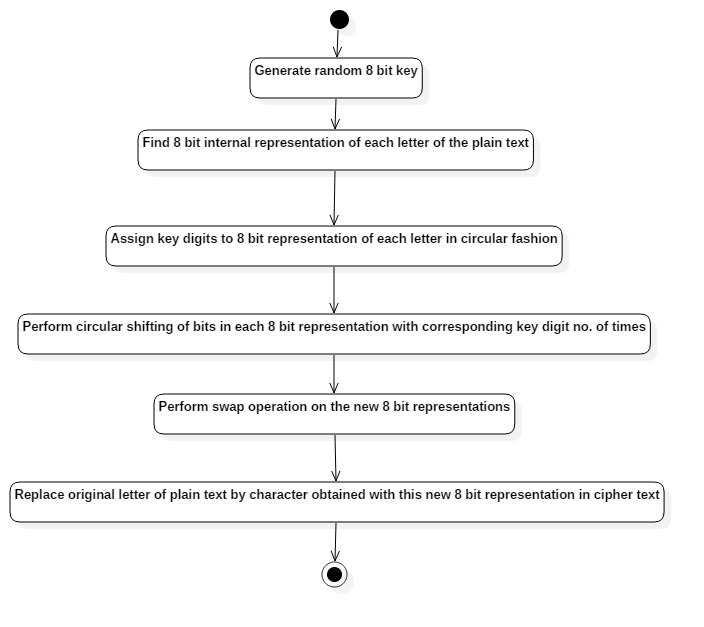 Generate random 8 bit key
Find 8 bit internal representation of each letter of the plain text
Assign key digits to 8 bit representation of each letter in circular fashion
Perform circular shifting of bits in each 8 bit representation with corresponding key digit no. of times
Perform swap operation on the new 8 bit representations
Replace original letter of plain text by character obtained with this new 8 bit representation in cipher text